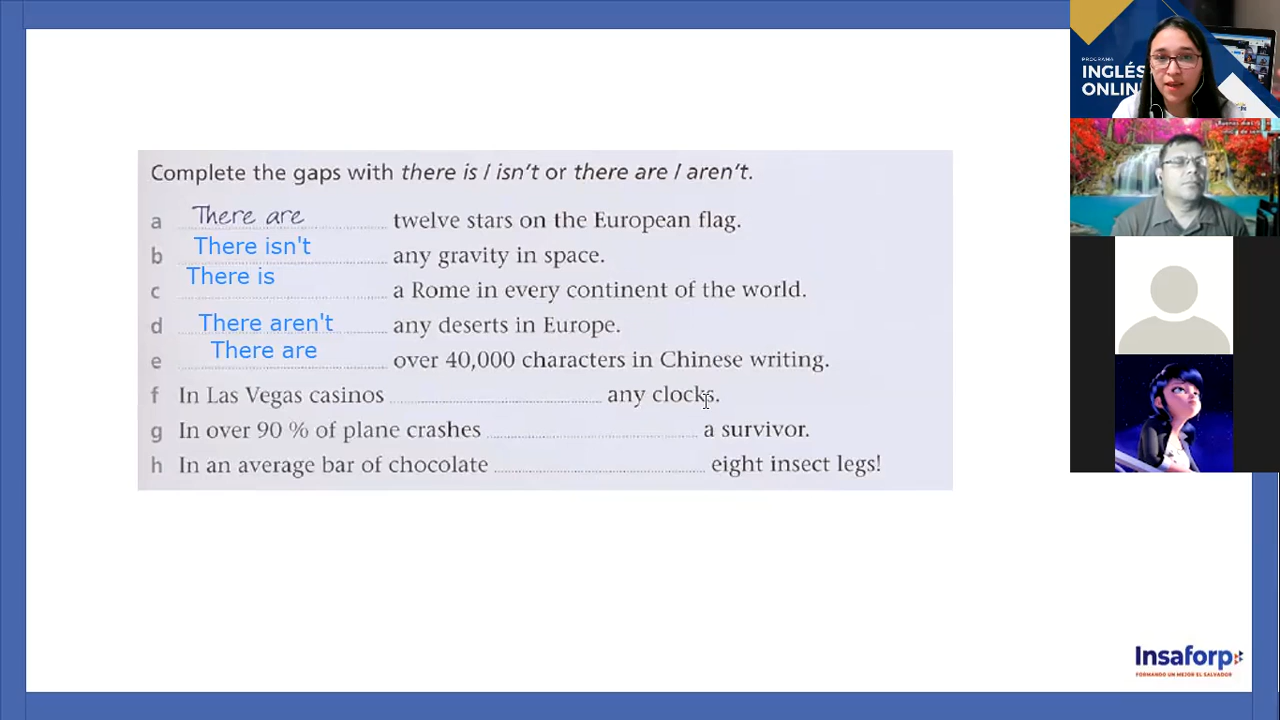 Complete the gaps with there is / isn't or there are / aren't.
a There are twelve stars on the European flag.
b There isn't any gravity in space.
c There is a Rome in every continent of the world.
d There aren't any deserts in Europe.
e There are over 40,000 characters in Chinese writing.
f In Las Vegas casinos any clocks.
g In over 90 % of plane crashes a survivor.
h In an average bar of chocolate eight insect legs!
PROGRAMA
INGLÉS
ONLIN
Insaforp
FORMANDO UN MEJOR EL SALVADOR